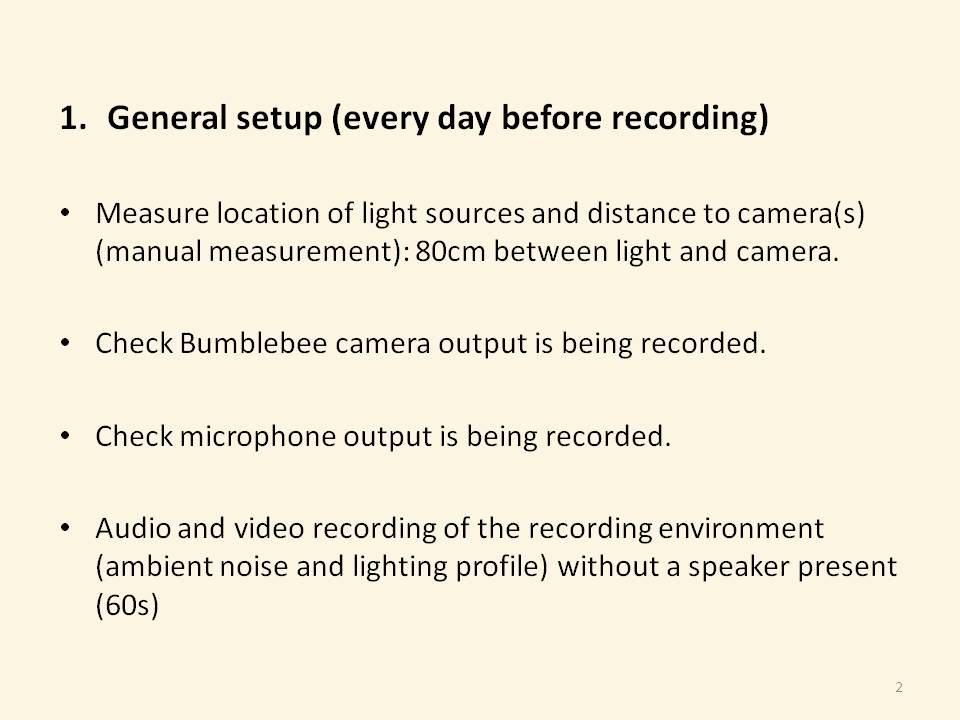 1. General setup (every day before recording)
• Measure location of light sources and distance to camera(s)
(manual measurement): 80cm between light and camera.
• Check Bumblebee camera output is being recorded.
• Check microphone output is being recorded.
• Audio and video recording of the recording environment
(ambient noise and lighting profile) without a speaker present
(60s)
2